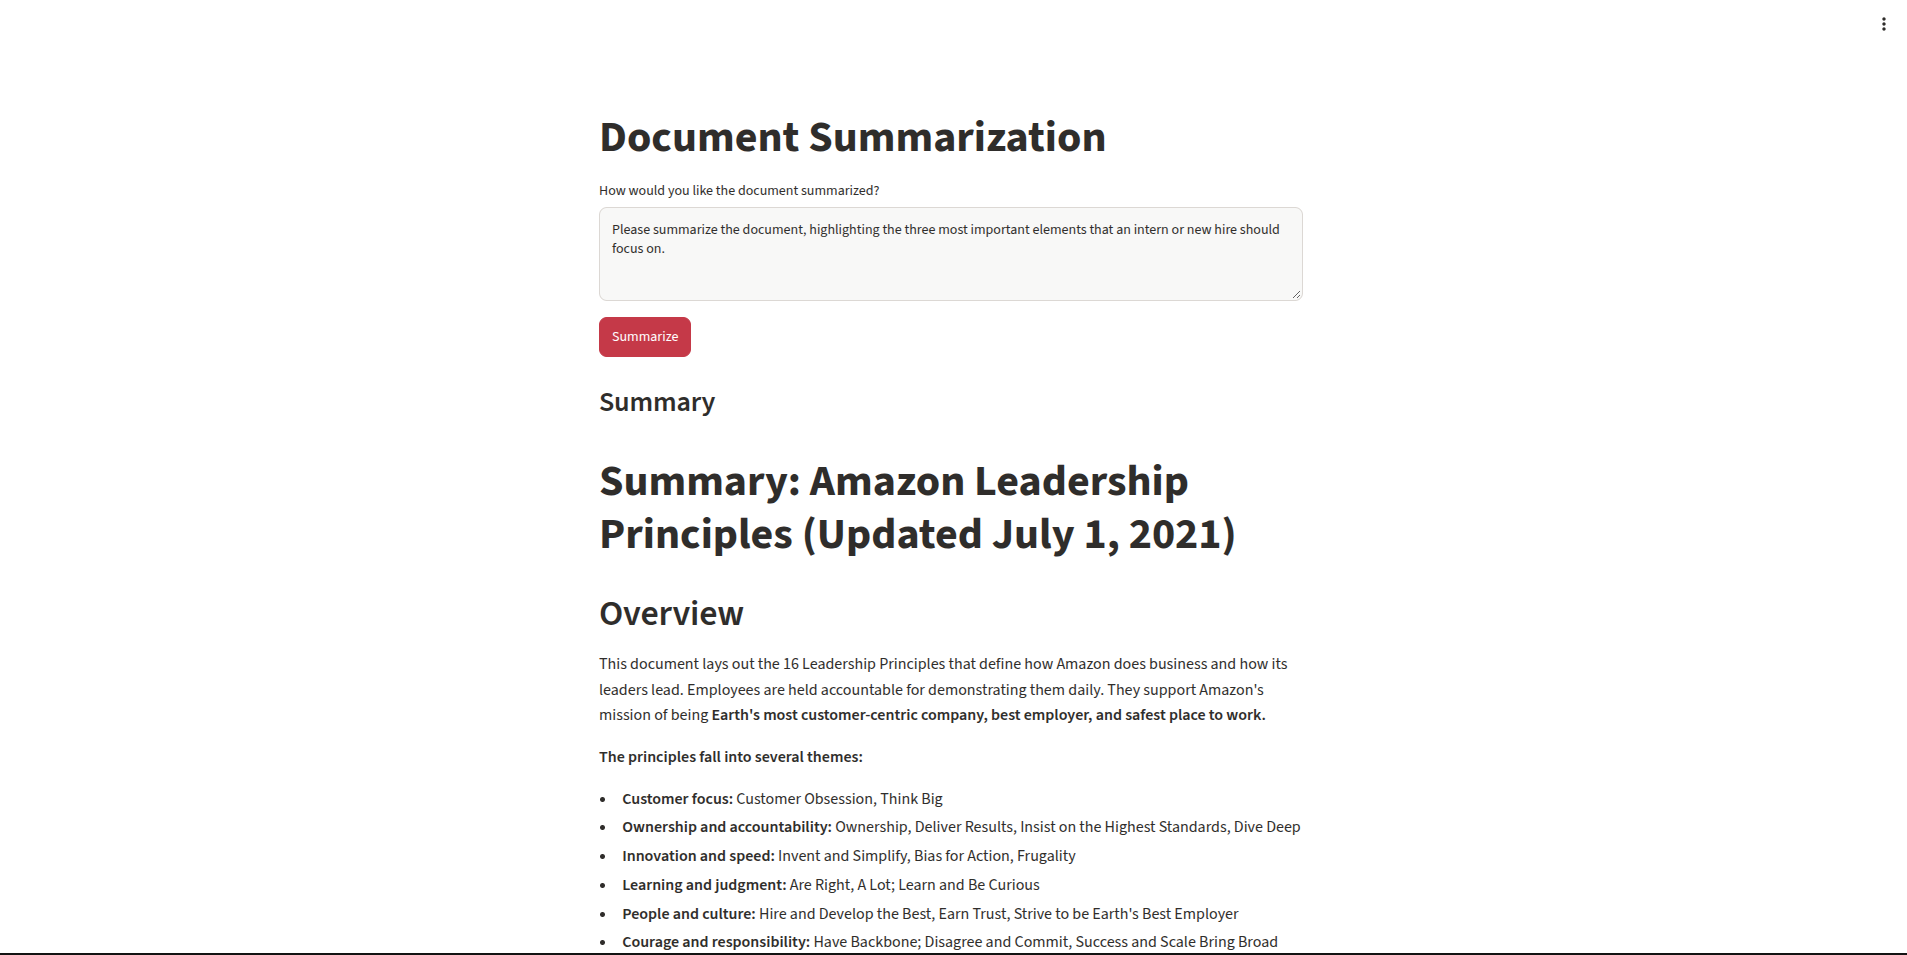 Document Summarization
How would you like the document summarized?
Please summarize the document, highlighting the three most important elements that an intern or new hire should
focus on.
Summarize
Summary
Summary: Amazon Leadership
Principles (Updated July 1, 2021)
Overview
This document lays out the 16 Leadership Principles that define how Amazon does business and how its
leaders lead. Employees are held accountable for demonstrating them daily. They support Amazon's
mission of being Earth's most customer-centric company, best employer, and safest place to work.
The principles fall into several themes:
• Customer focus: Customer Obsession, Think Big
• Ownership and accountability: Ownership, Deliver Results, Insist on the Highest Standards, Dive Deep
• Innovation and speed: Invent and Simplify, Bias for Action, Frugality
• Learning and judgment: Are Right, A Lot; Learn and Be Curious
• People and culture: Hire and Develop the Best, Earn Trust, Strive to be Earth's Best Employer
• Courage and responsibility: Have Backbone; Disagree and Commit, Success and Scale Bring Broad